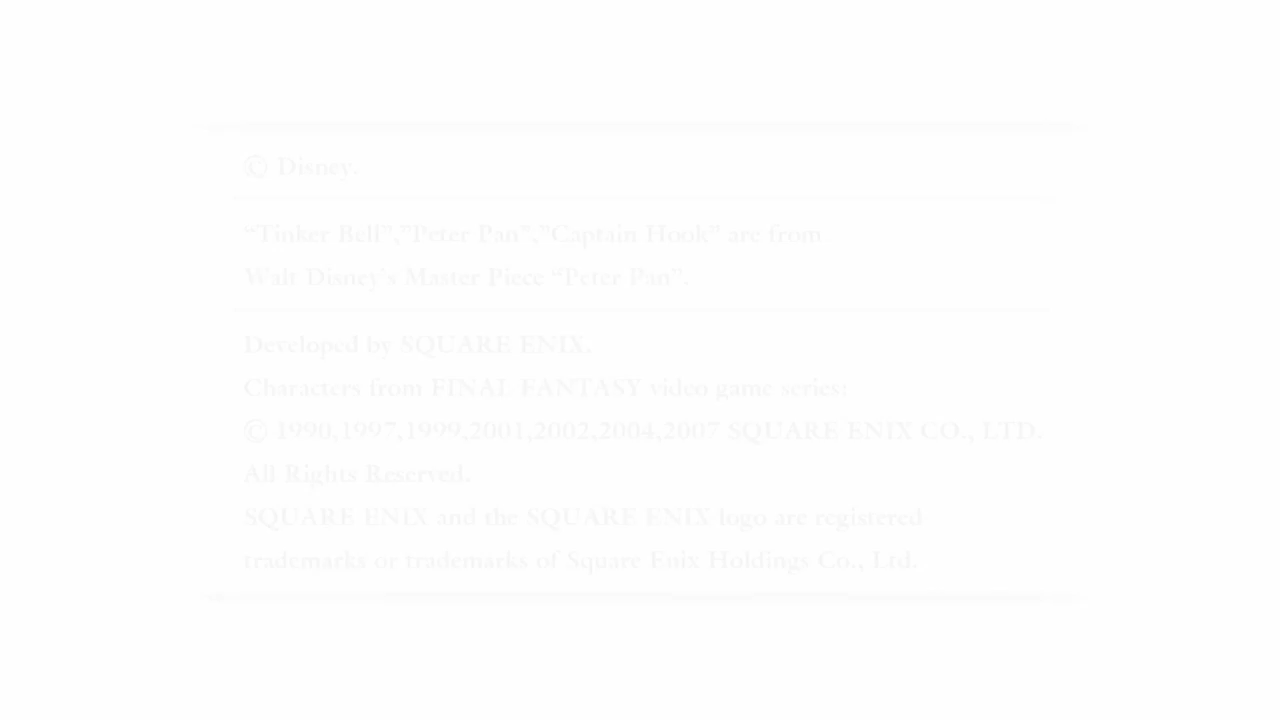 © Disney.
“Tinker Bell”,”Peter Pan”,”Captain Hook” are from
Walt Disney’s Master Piece “Peter Pan”.
Developed by SQUARE ENIX.
Characters from FINAL FANTASY video game series:
© 1990,1997,1999,2001,2002,2004,2007 SQUARE ENIX CO., LTD.
All Rights Reserved.
SQUARE ENIX and the SQUARE ENIX logo are registered
trademarks or trademarks of Square Enix Holdings Co., Ltd.